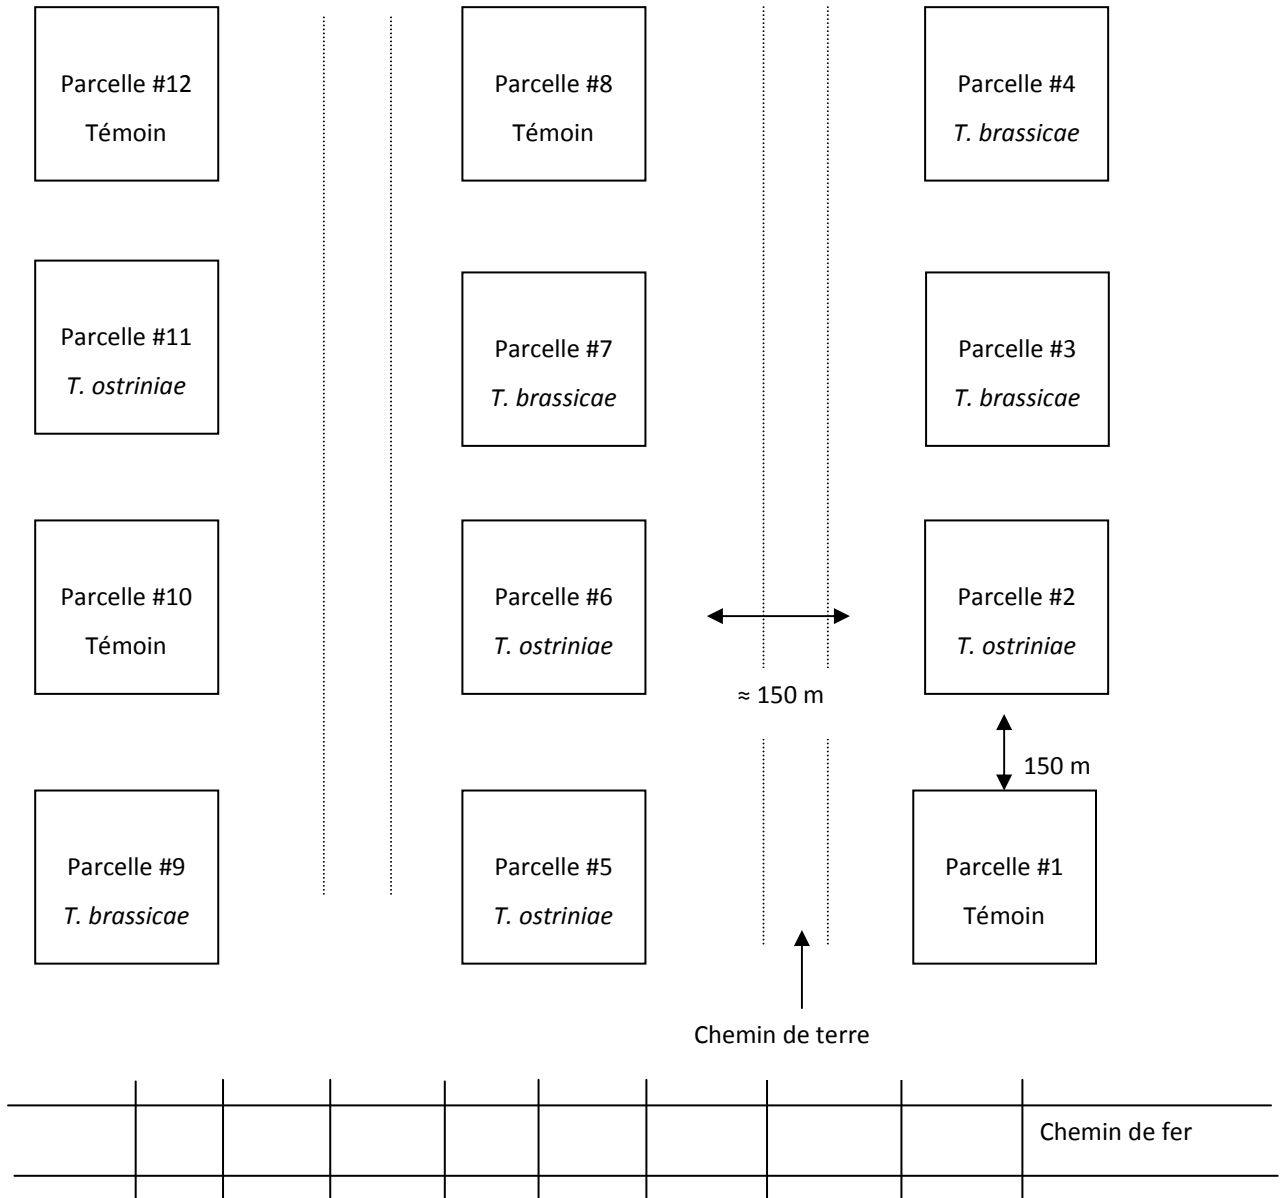 Parcelle #12
Témoin
Parcelle #8
Témoin
Parcelle #4
T. brassicae
Parcelle #11
T. ostriniae
Parcelle #7
T. brassicae
Parcelle #3
T. brassicae
Parcelle #10
Témoin
Parcelle #6
T. ostriniae
Parcelle #2
T. ostriniae
≈ 150 m
150 m
Parcelle #9
T. brassicae
Parcelle #5
T. ostriniae
Parcelle #1
Témoin
Chemin de terre
Chemin de fer